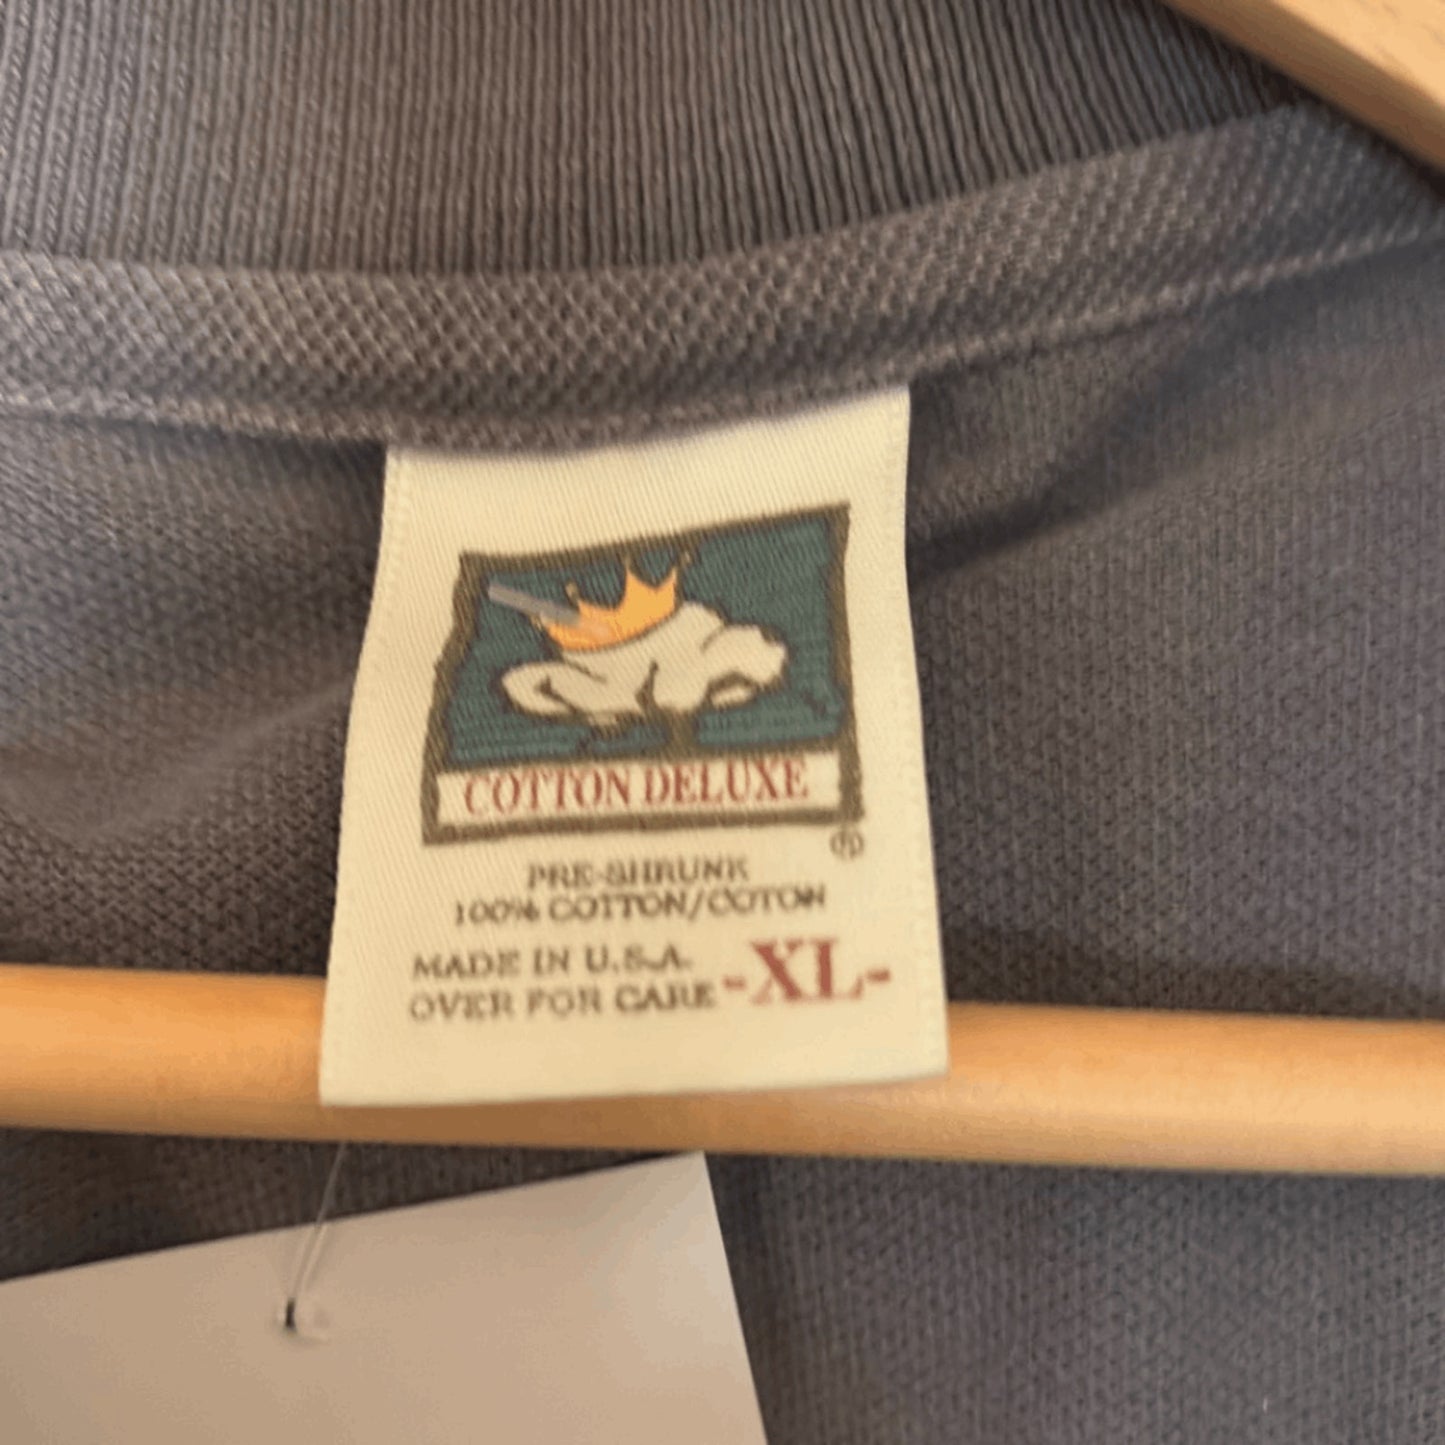 COTTON DELUXE
®
PRE-SHRUNK
100% COTTON/COTON
MADE IN U.S.A.
OVER FOR CARE
-XL-